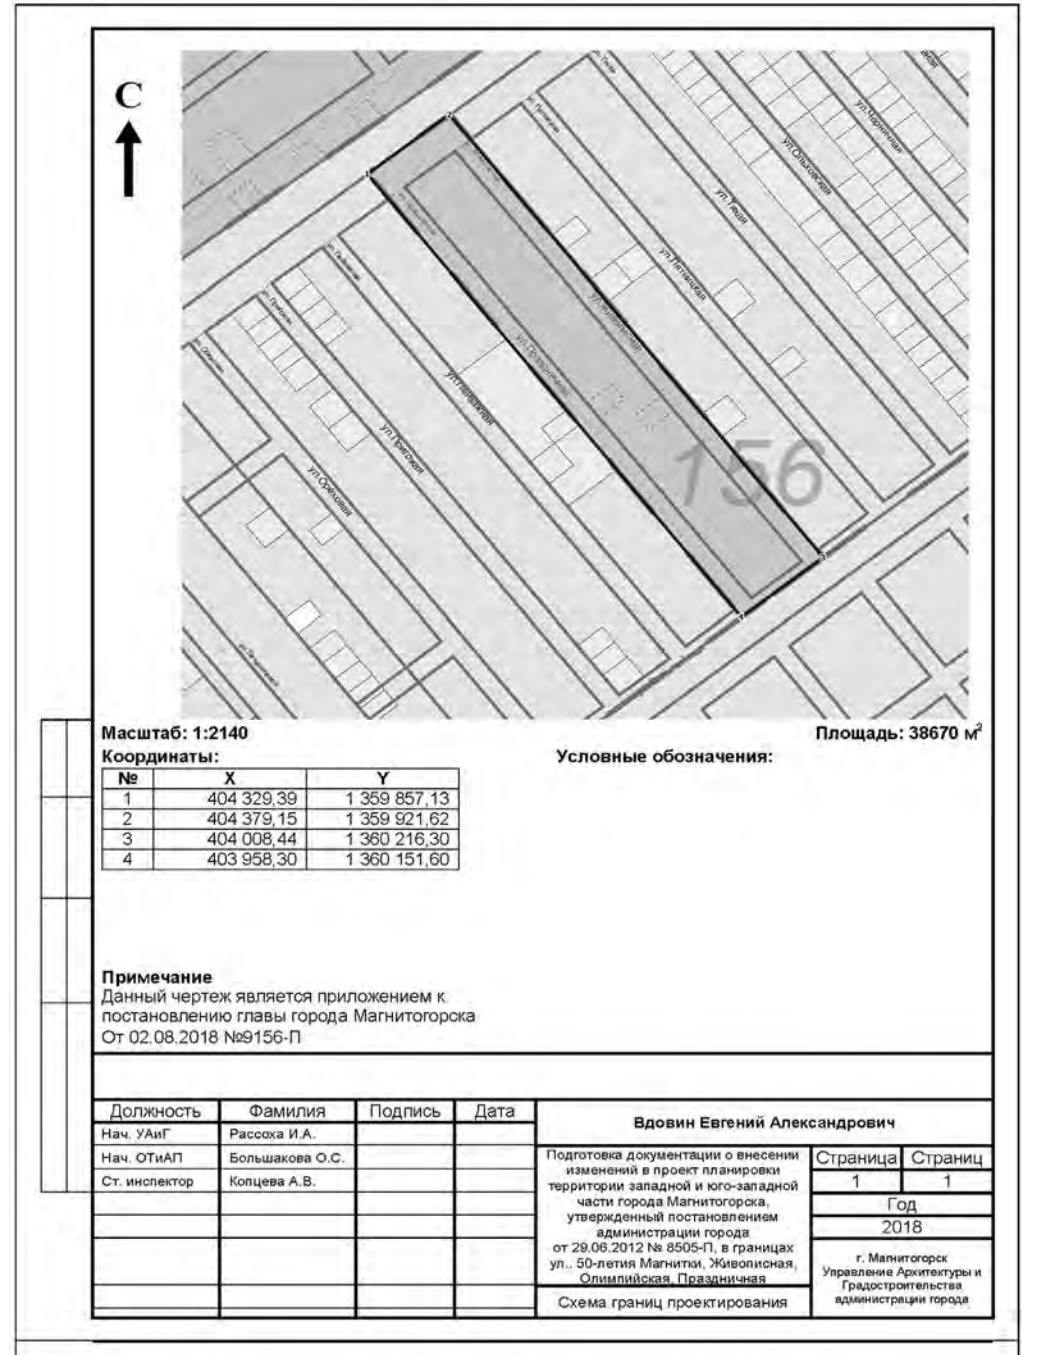 С
ул.Чарничная
ул.Ольховская
ул.Тихая
ул.Пятницкая
ул.Живописная
ул.Праздничная
ул.Пейзажная
ул.Пригожая
ул.Ореховая
156
Масштаб: 1:2140
Площадь: 38670 м²
Координаты:
Условные обозначения:
№ X Y
1 404 329,39 1 359 857,13
2 404 379,15 1 359 921,62
3 404 008,44 1 360 216,30
4 403 958,30 1 360 151,60
Примечание
Данный чертеж является приложением к
постановлению главы города Магнитогорска
От 02.08.2018 №9156-П
Должность Фамилия Подпись Дата
Нач. УАиГ Рассоха И.А.
Нач. ОТиАП Большакова О.С.
Ст. инспектор Копцева А.В.
Вдовин Евгений Александрович
Подготовка документации о внесении
изменений в проект планировки
территории западной и юго-западной
части города Магнитогорска,
утвержденный постановлением
администрации города
от 29.06.2012 № 8505-П, в границах
ул.. 50-летия Магнитки, Живописная,
Олимпийская, Праздничная
Схема границ проектирования
Страница Страниц
1 1
Год
2018
г. Магнитогорск
Управление Архитектуры и
Градостроительства
администрации города